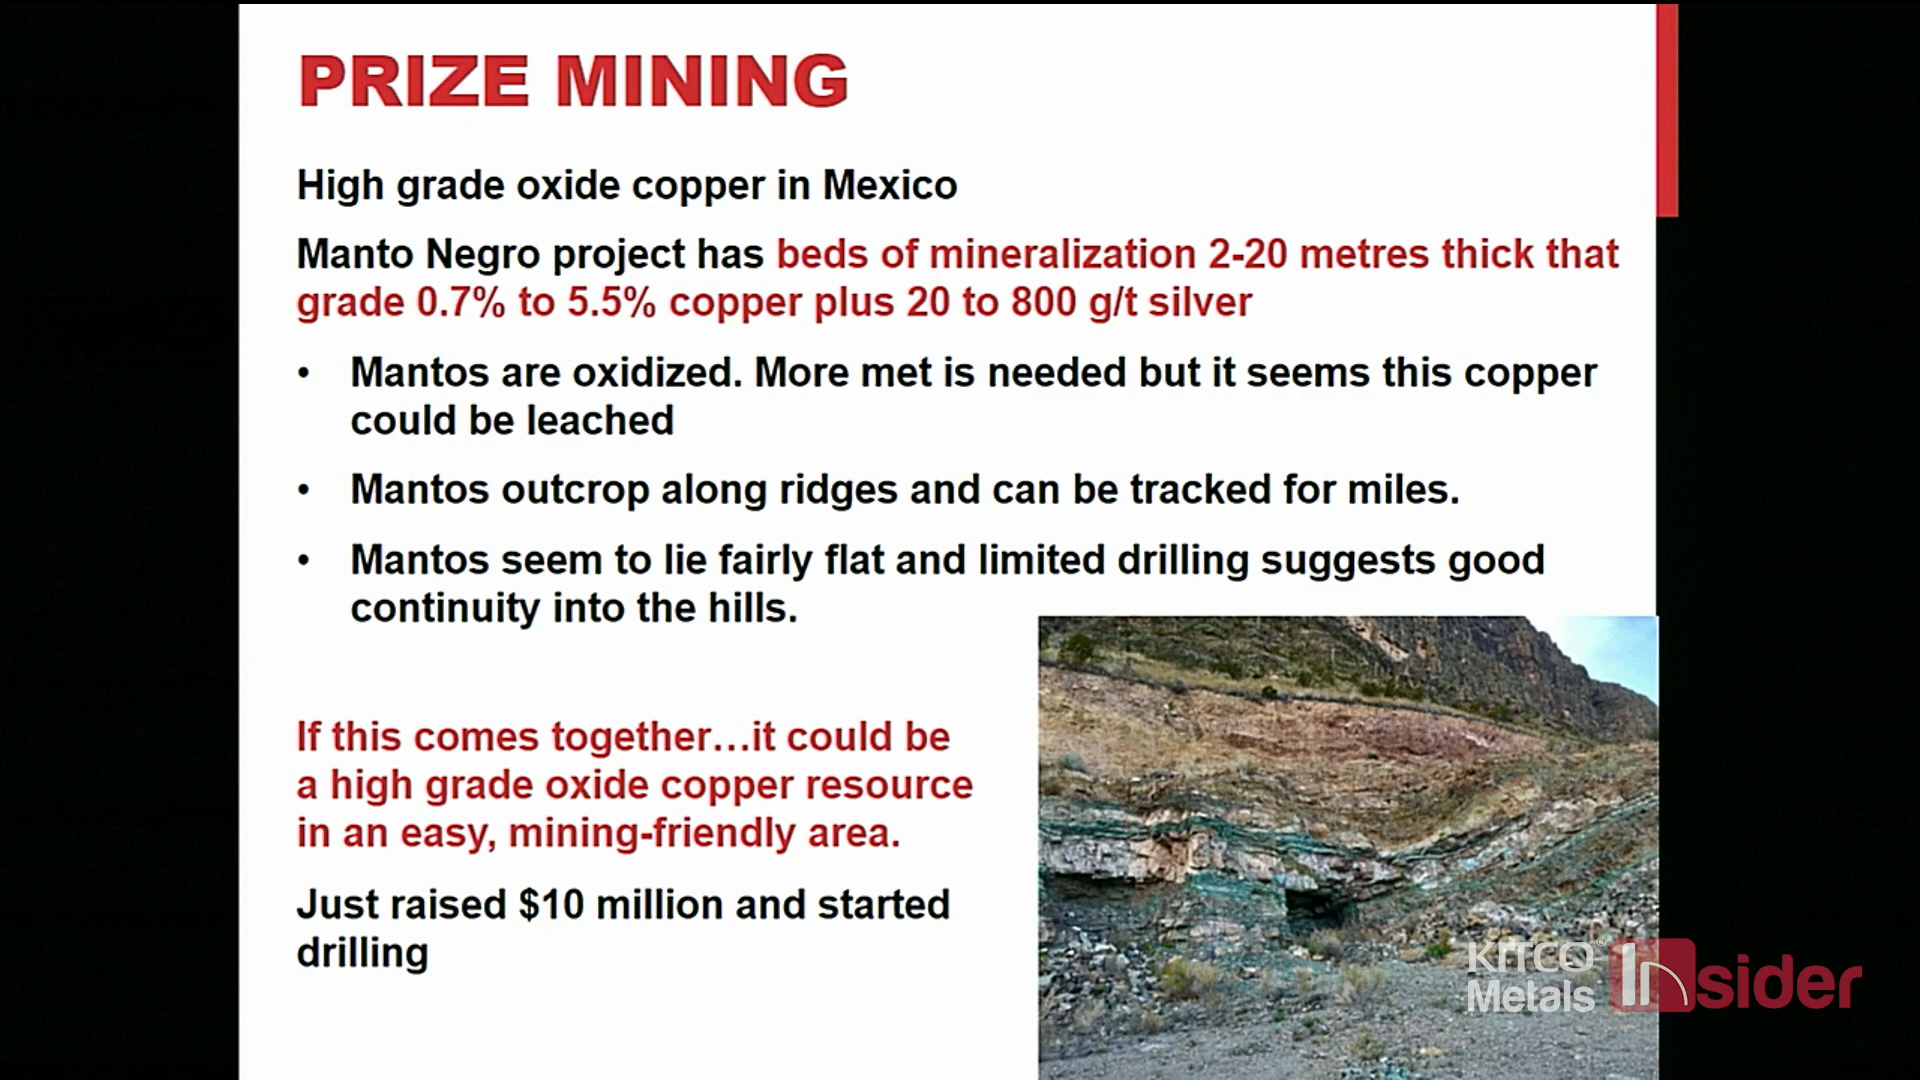 PRIZE MINING
High grade oxide copper in Mexico
Manto Negro project has beds of mineralization 2-20 metres thick that
grade 0.7% to 5.5% copper plus 20 to 800 g/t silver
• Mantos are oxidized. More met is needed but it seems this copper
could be leached
• Mantos outcrop along ridges and can be tracked for miles.
• Mantos seem to lie fairly flat and limited drilling suggests good
continuity into the hills.
If this comes together…it could be
a high grade oxide copper resource
in an easy, mining-friendly area.
Just raised $10 million and started
drilling
KITCO®
Metals
Insider